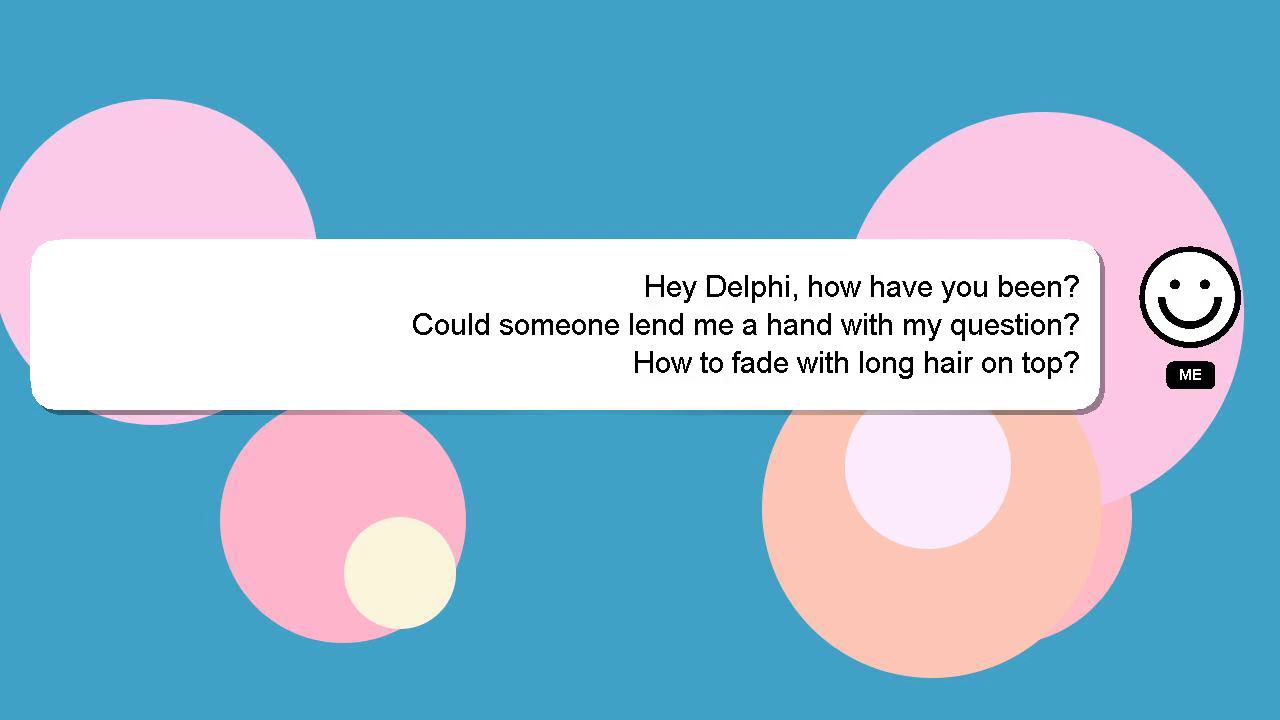 Hey Delphi, how have you been?
Could someone lend me a hand with my question?
How to fade with long hair on top?
ME